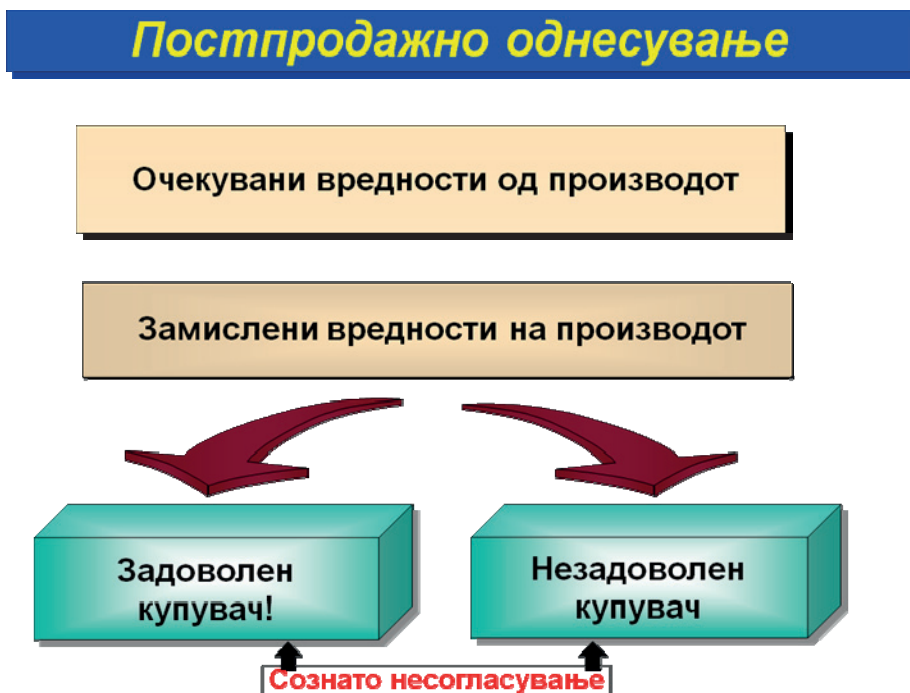 Постпродажно однесување
Очекувани вредности од производот
Замислени вредности на производот
Задоволен
купувач!
Незадоволен
купувач
Сознато несогласување